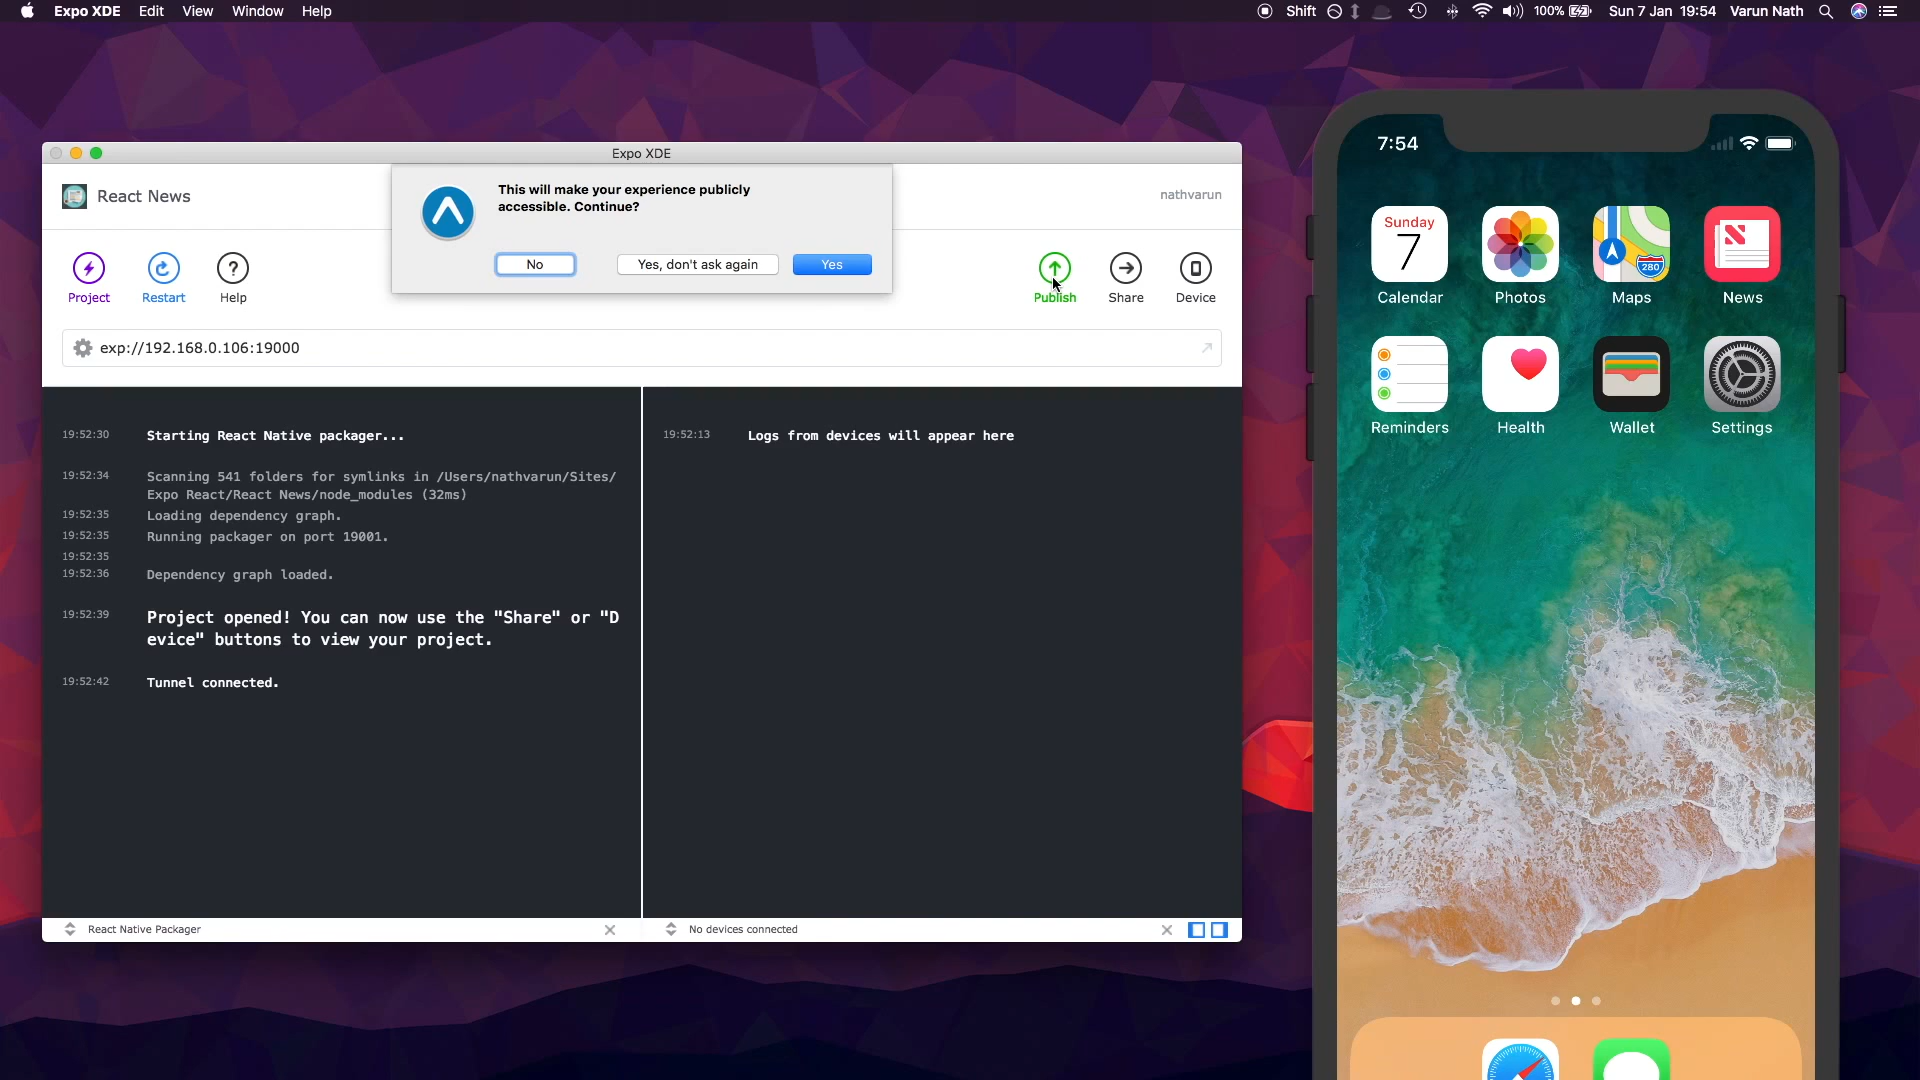 Expo XDE Edit View Window Help
Shift 100% Sun 7 Jan 19:54 Varun Nath
Expo XDE
React News
nathvarun
This will make your experience publicly
accessible. Continue?
No Yes, don't ask again Yes
Project Restart Help
Publish Share Device
exp://192.168.0.106:19000
19:52:30 Starting React Native packager...
19:52:34 Scanning 541 folders for symlinks in /Users/nathvarun/Sites/
Expo React/React News/node_modules (32ms)
19:52:35 Loading dependency graph.
19:52:35 Running packager on port 19001.
19:52:35
19:52:36 Dependency graph loaded.
19:52:39 Project opened! You can now use the "Share" or "D
evice" buttons to view your project.
19:52:42 Tunnel connected.
19:52:13 Logs from devices will appear here
React Native Packager
No devices connected
7:54
Sunday
7
280
Calendar Photos Maps News
Reminders Health Wallet Settings